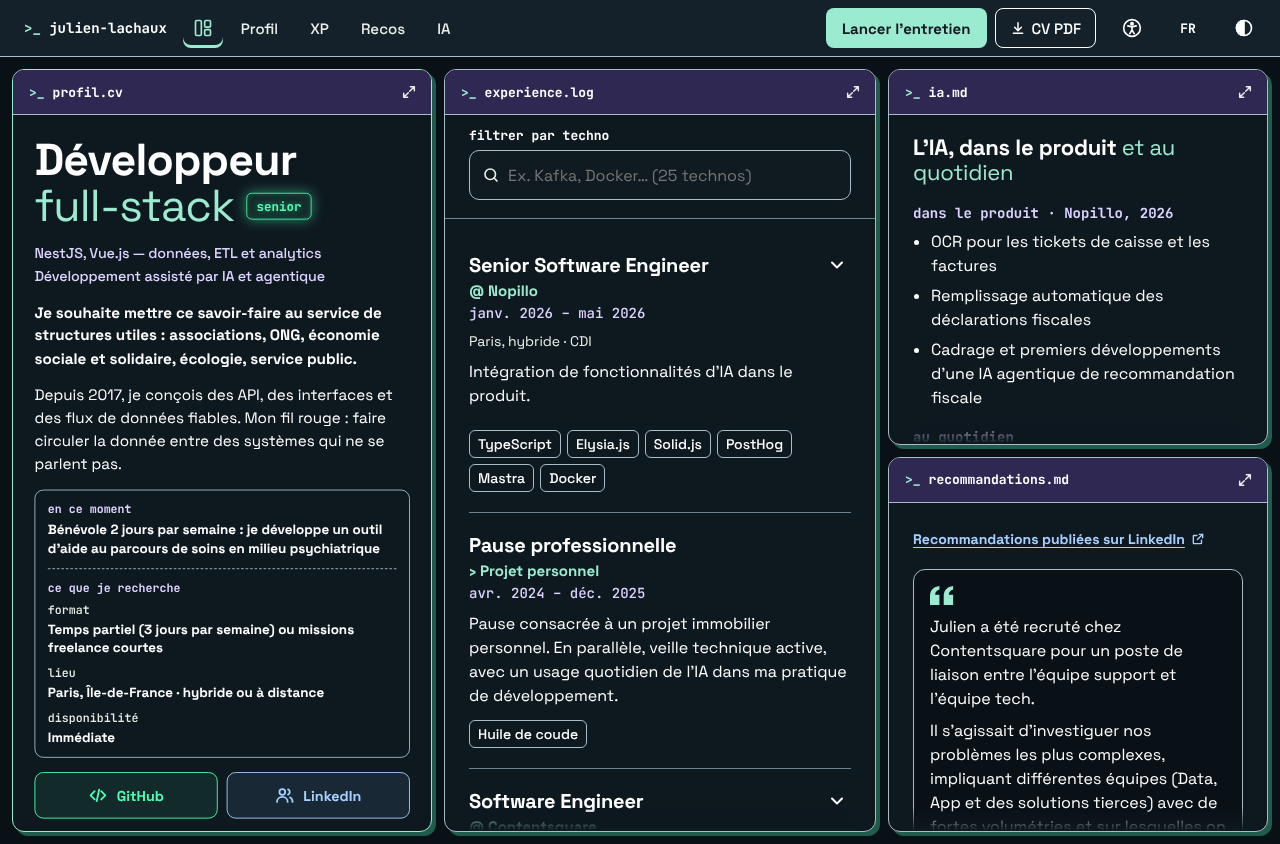 >_ julien-lachaux
Profil
XP
Recos
IA
Lancer l'entretien
CV PDF
FR
>_ profil.cv
Développeur
full-stack senior
NestJS, Vue.js — données, ETL et analytics
Développement assisté par IA et agentique
Je souhaite mettre ce savoir-faire au service de
structures utiles : associations, ONG, économie
sociale et solidaire, écologie, service public.
Depuis 2017, je conçois des API, des interfaces et
des flux de données fiables. Mon fil rouge : faire
circuler la donnée entre des systèmes qui ne se
parlent pas.
en ce moment
Bénévole 2 jours par semaine : je développe un outil
d'aide au parcours de soins en milieu psychiatrique
ce que je recherche
format
Temps partiel (3 jours par semaine) ou missions
freelance courtes
lieu
Paris, Île-de-France · hybride ou à distance
disponibilité
Immédiate
GitHub
LinkedIn
>_ experience.log
filtrer par techno
Ex. Kafka, Docker… (25 technos)
Senior Software Engineer
@ Nopillo
janv. 2026 – mai 2026
Paris, hybride · CDI
Intégration de fonctionnalités d'IA dans le
produit.
TypeScript
Elysia.js
Solid.js
PostHog
Mastra
Docker
Pause professionnelle
> Projet personnel
avr. 2024 – déc. 2025
Pause consacrée à un projet immobilier
personnel. En parallèle, veille technique active,
avec un usage quotidien de l'IA dans ma pratique
de développement.
Huile de coude
Software Engineer
@ Contentsquare
>_ ia.md
L'IA, dans le produit et au
quotidien
dans le produit · Nopillo, 2026
• OCR pour les tickets de caisse et les
factures
• Remplissage automatique des
déclarations fiscales
• Cadrage et premiers développements
d'une IA agentique de recommandation
fiscale
au quotidien
>_ recommandations.md
Recommandations publiées sur LinkedIn
Julien a été recruté chez
Contentsquare pour un poste de
liaison entre l'équipe support et
l'équipe tech.
Il s'agissait d'investiguer nos
problèmes les plus complexes,
impliquant différentes équipes (Data,
App et des solutions tierces) avec de
fortes volumétries et sur lesquelles on